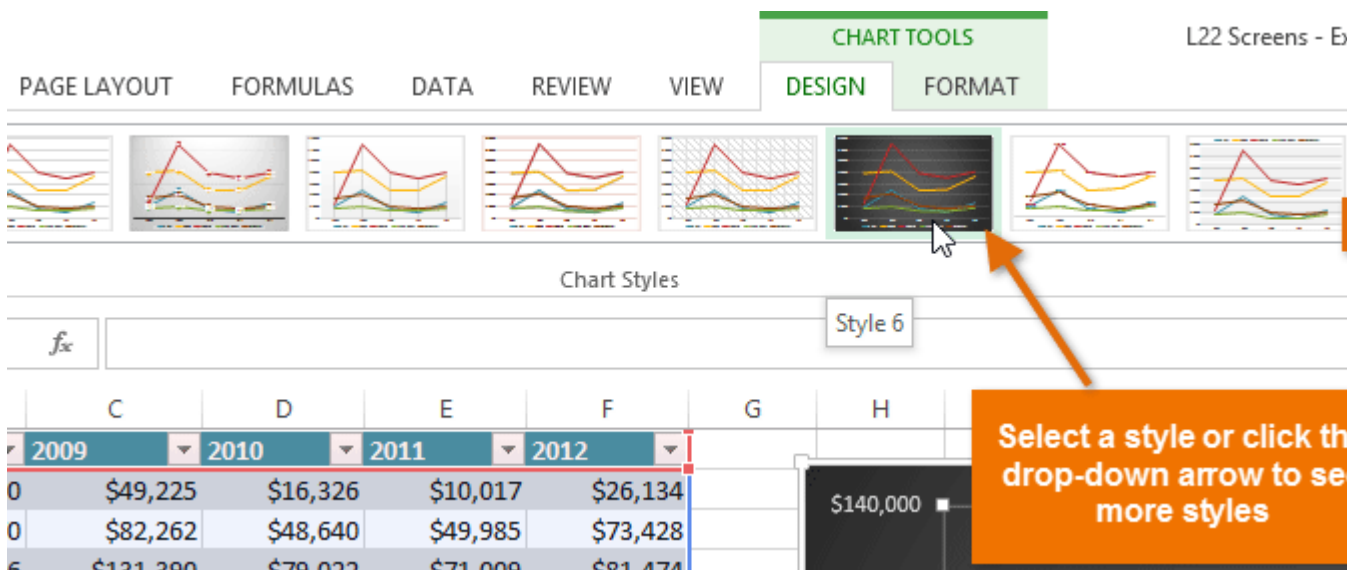 CHART TOOLS
L22 Screens - Ex
PAGE LAYOUT FORMULAS DATA REVIEW VIEW DESIGN FORMAT
Chart Styles
Style 6
fx
C D E F G H
2009 2010 2011 2012
0 $49,225 $16,326 $10,017 $26,134
0 $82,262 $48,640 $49,985 $73,428
$140,000
Select a style or click th
drop-down arrow to se
more styles